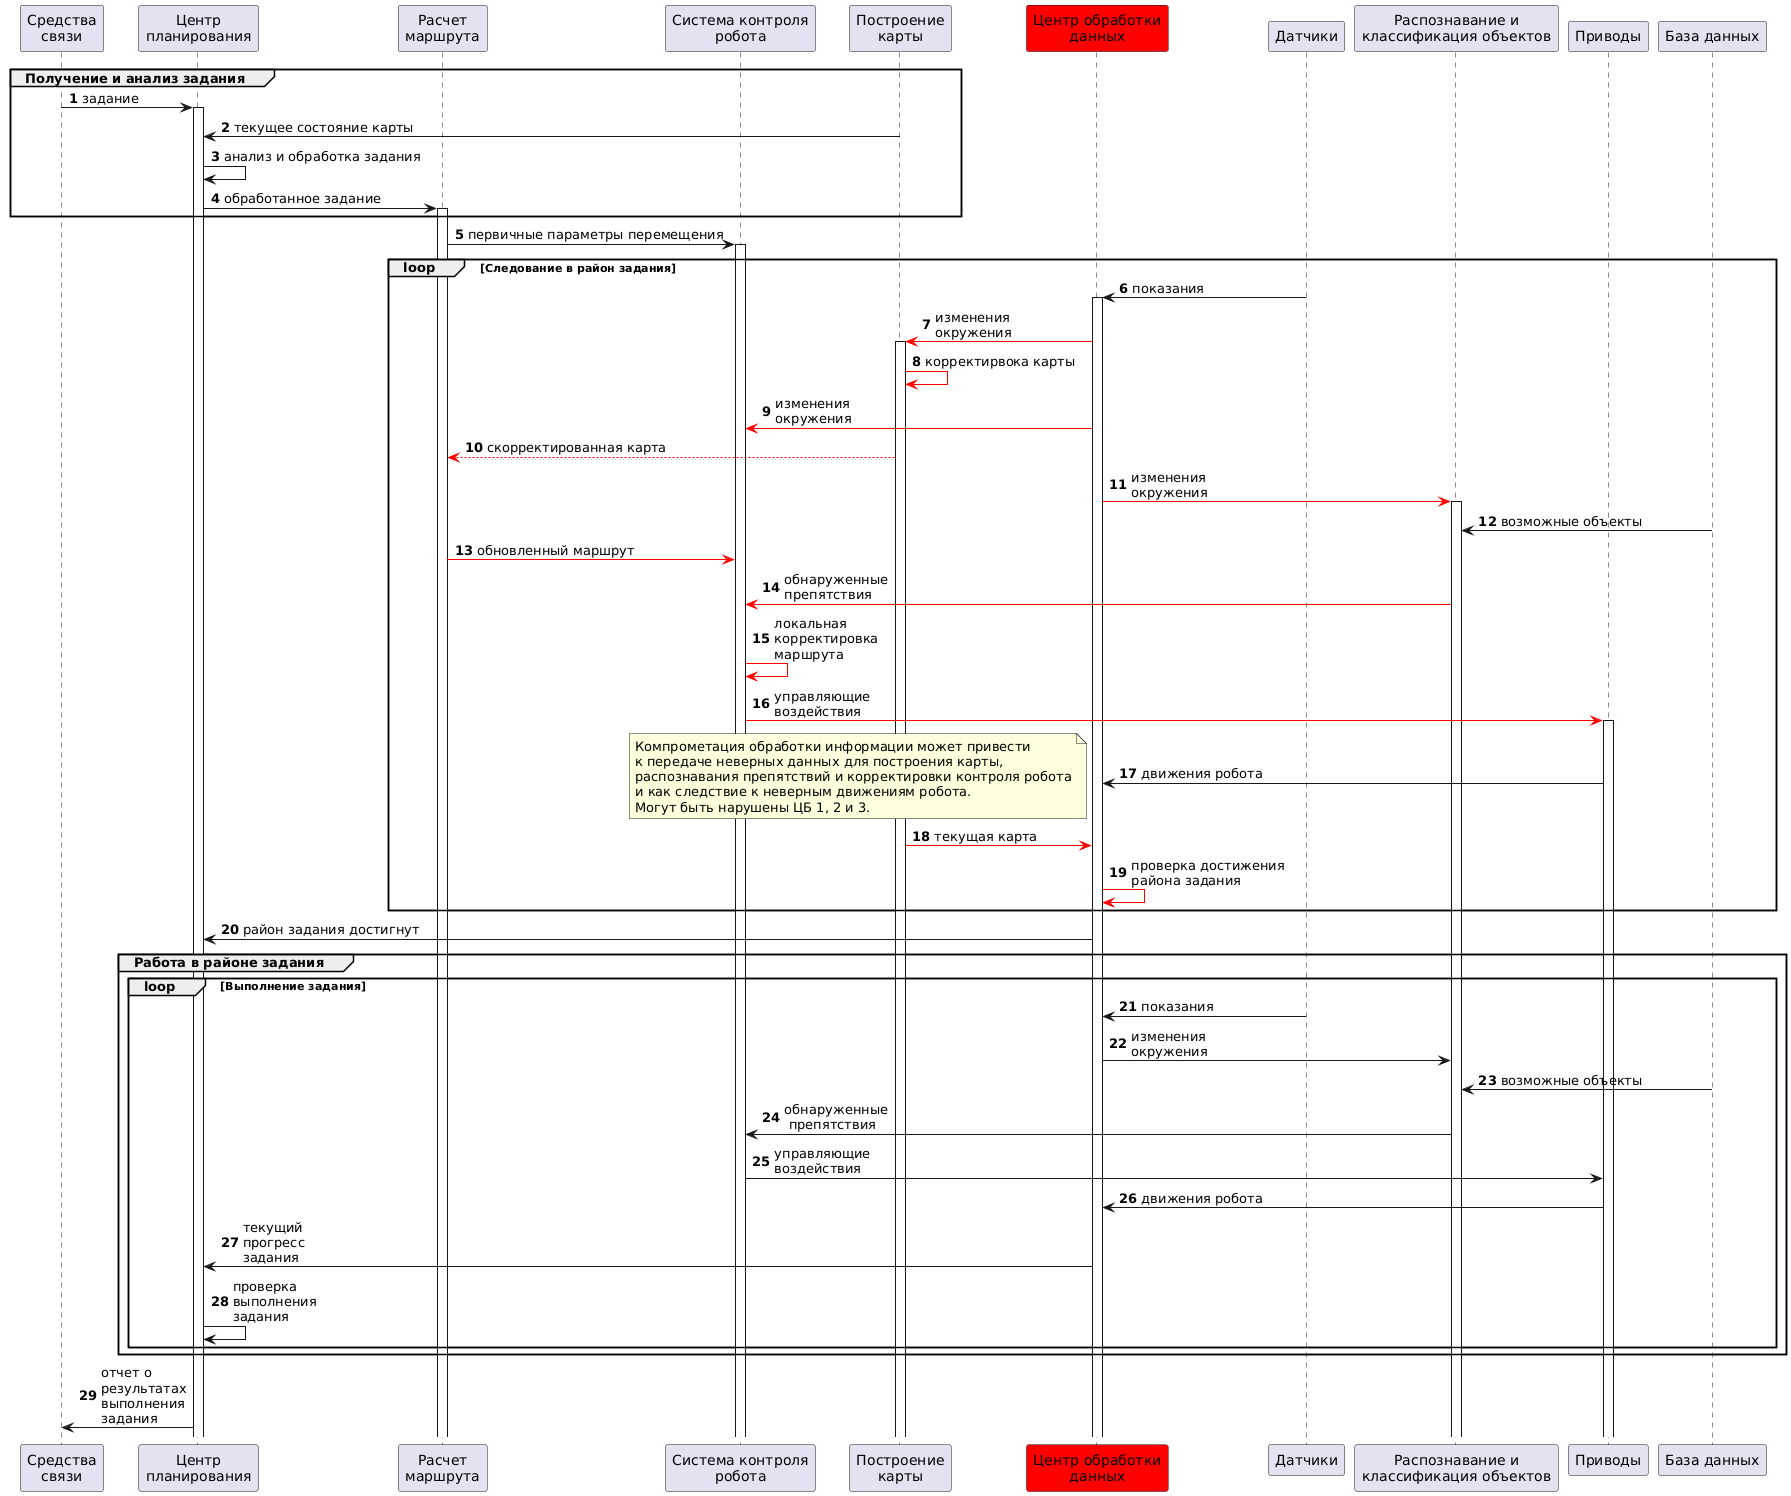 Средства
связи
Центр
планирования
Расчет
маршрута
Система контроля
робота
Построение
карты
Центр обработки
данных
Датчики
Распознавание и
классификация объектов
Приводы
База данных
Получение и анализ задания
1 задание
2 текущее состояние карты
3 анализ и обработка задания
4 обработанное задание
5 первичные параметры перемещения
loop [Следование в район задания]
6 показания
7 изменения
окружения
8 корректирвока карты
9 изменения
окружения
10 скорректированная карта
11 изменения
окружения
12 возможные объекты
13 обновленный маршрут
14 обнаруженные
препятствия
15 локальная
корректировка
маршрута
16 управляющие
воздействия
Компрометация обработки информации может привести
к передаче неверных данных для построения карты,
распознавания препятствий и корректировки контроля робота
и как следствие к неверным движениям робота.
Могут быть нарушены ЦБ 1, 2 и 3.
17 движения робота
18 текущая карта
19 проверка достижения
района задания
20 район задания достигнут
Работа в районе задания
loop [Выполнение задания]
21 показания
22 изменения
окружения
23 возможные объекты
24 обнаруженные
препятствия
25 управляющие
воздействия
26 движения робота
27 текущий
прогресс
задания
28 проверка
выполнения
задания
29 отчет о
результатах
выполнения
задания
Средства
связи
Центр
планирования
Расчет
маршрута
Система контроля
робота
Построение
карты
Центр обработки
данных
Датчики
Распознавание и
классификация объектов
Приводы
База данных